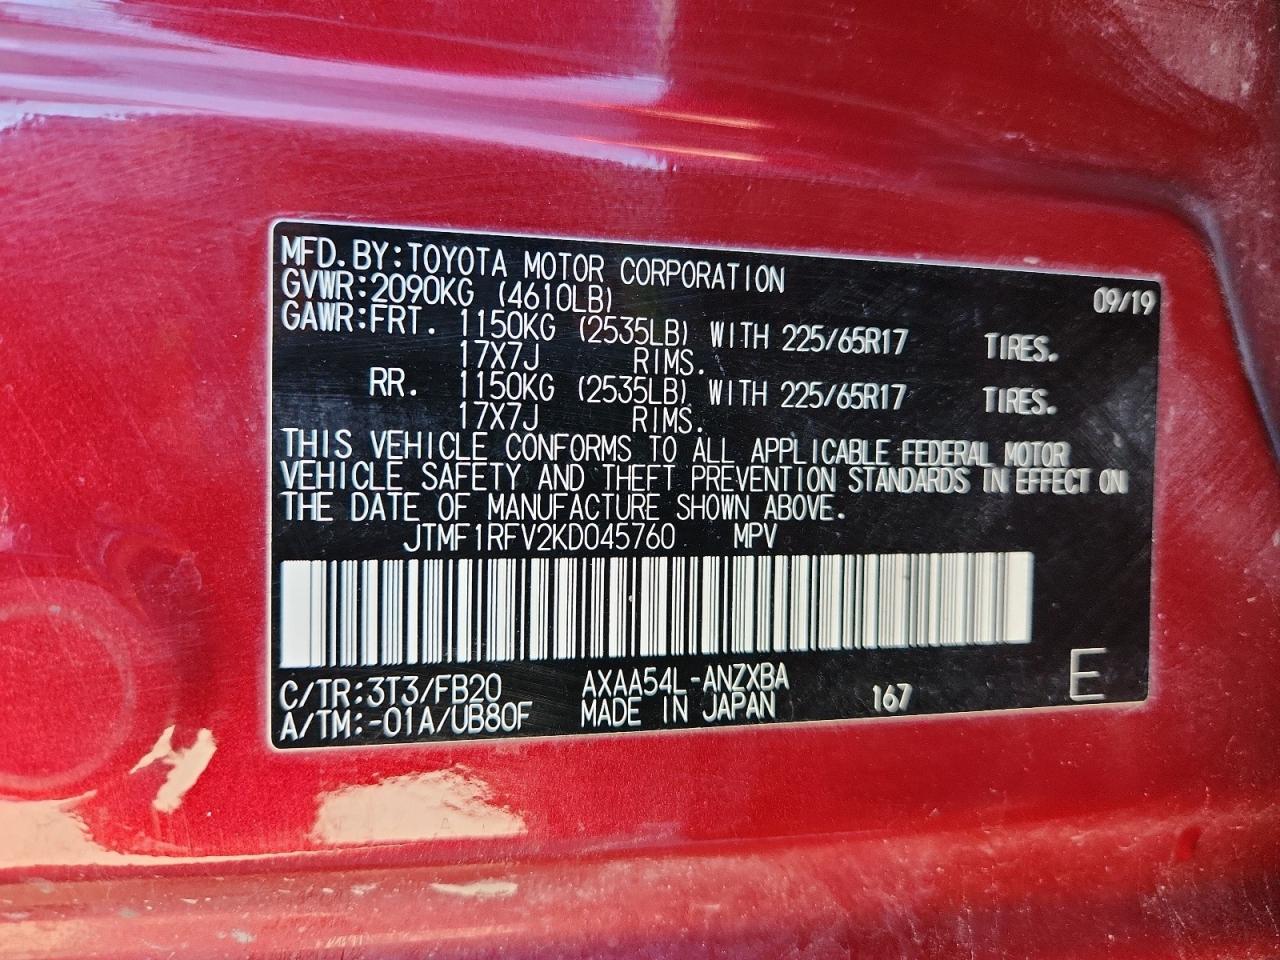 MFD.BY:TOYOTA MOTOR CORPORATION 09/19
GVWR:2090KG (4610LB)
GAWR:FRT. 1150KG (2535LB) WITH 225/65R17 TIRES.
17X7J RIMS.
RR. 1150KG (2535LB) WITH 225/65R17 TIRES.
17X7J RIMS.
THIS VEHICLE CONFORMS TO ALL APPLICABLE FEDERAL MOTOR
VEHICLE SAFETY AND THEFT PREVENTION STANDARDS IN EFFECT ON
THE DATE OF MANUFACTURE SHOWN ABOVE.
JTMF1RFV2KD045760 MPV
C/TR:3T3/FB20 AXAA54L-ANZXBA 167 E
A/TM:-01A/UB80F MADE IN JAPAN